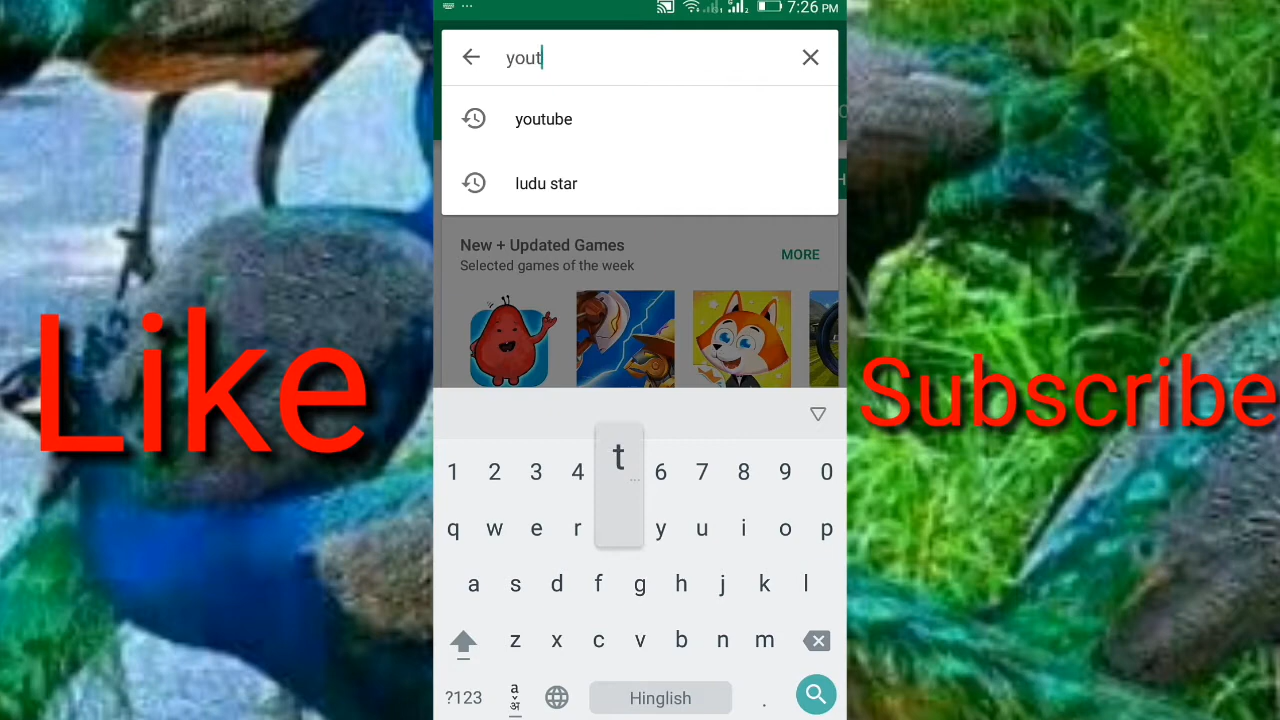 7:26 PM
yout
youtube
ludu star
New + Updated Games
MORE
Selected games of the week
Like
Subscribe
t
1 2 3 4 6 7 8 9 0
q w e r y u i o p
a s d f g h j k l
z x c v b n m
?123 a अ Hinglish .